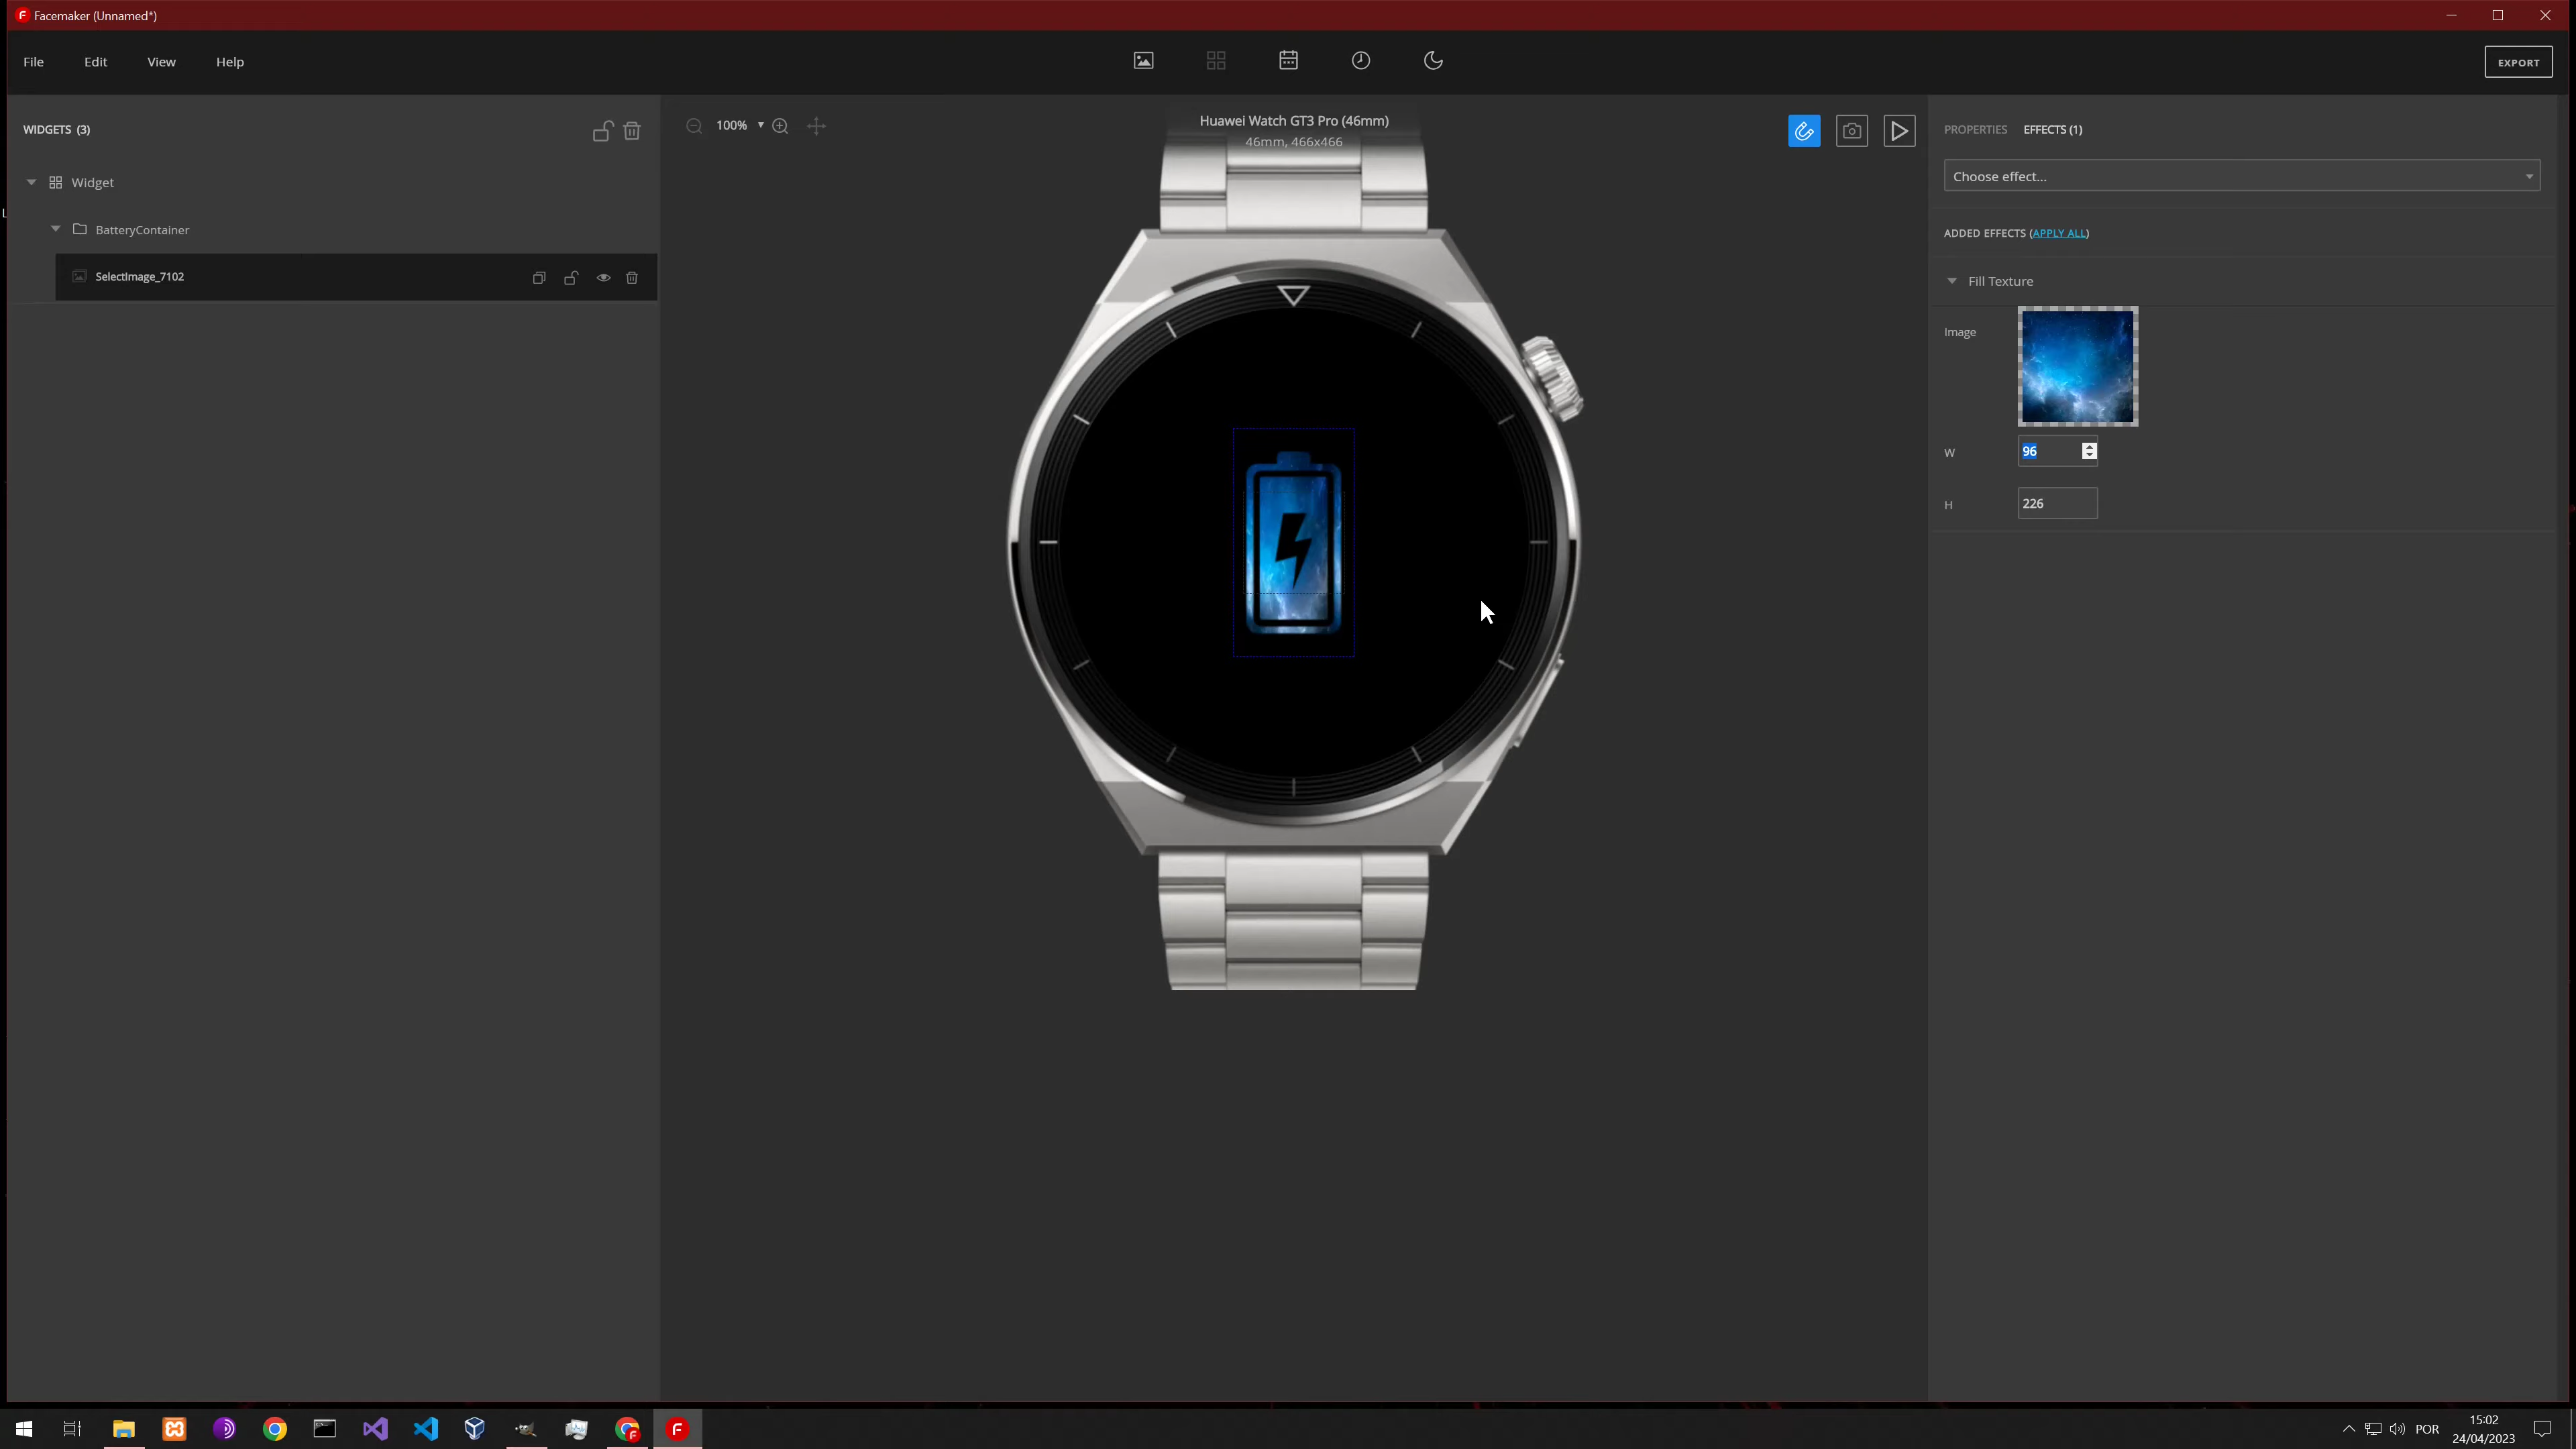 Facemaker (Unnamed*)
File Edit View Help
EXPORT
WIDGETS (3)
Widget
BatteryContainer
SelectImage_7102
100%
Huawei Watch GT3 Pro (46mm)
46mm, 466x466
PROPERTIES EFFECTS (1)
Choose effect...
ADDED EFFECTS (APPLY ALL)
Fill Texture
Image
W 96
H 226
POR
15:02
24/04/2023